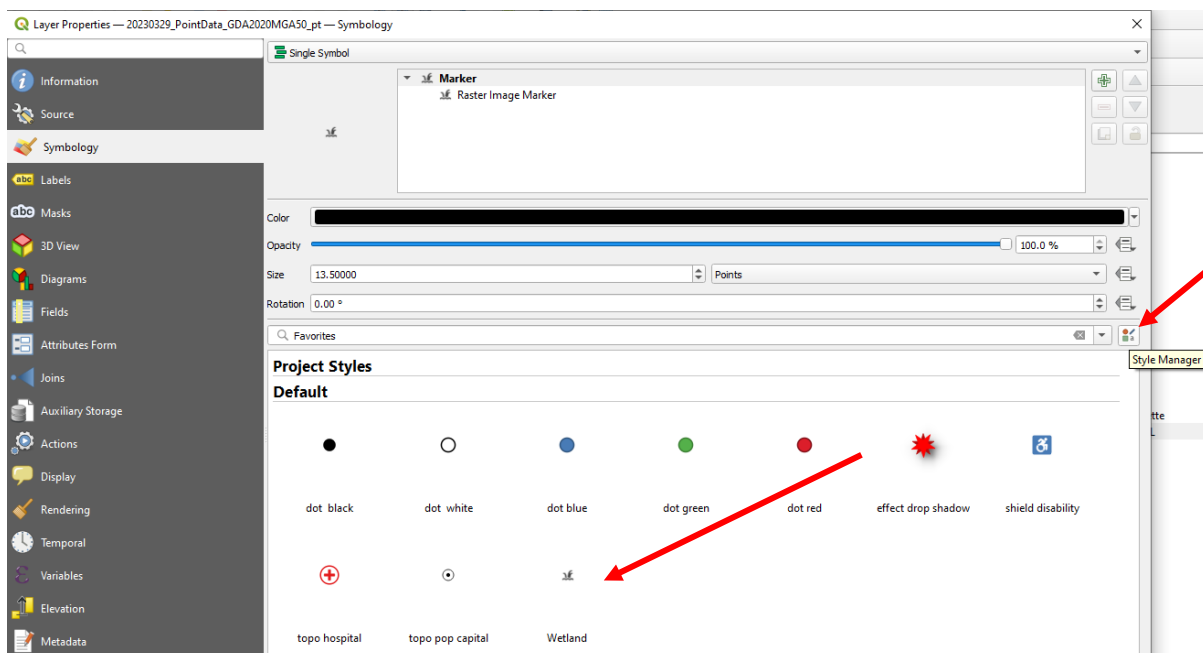 Layer Properties — 20230329_PointData_GDA2020MGA50_pt — Symbology
Single Symbol
Information
Source
Symbology
Labels
Masks
3D View
Diagrams
Fields
Attributes Form
Joins
Auxiliary Storage
Actions
Display
Rendering
Temporal
Variables
Elevation
Metadata
Marker
Raster Image Marker
Color
Opacity 100.0 %
Size 13.50000 Points
Rotation 0.00 °
Favorites
Style Manager
Project Styles
Default
dot black dot white dot blue dot green dot red effect drop shadow shield disability
topo hospital topo pop capital Wetland